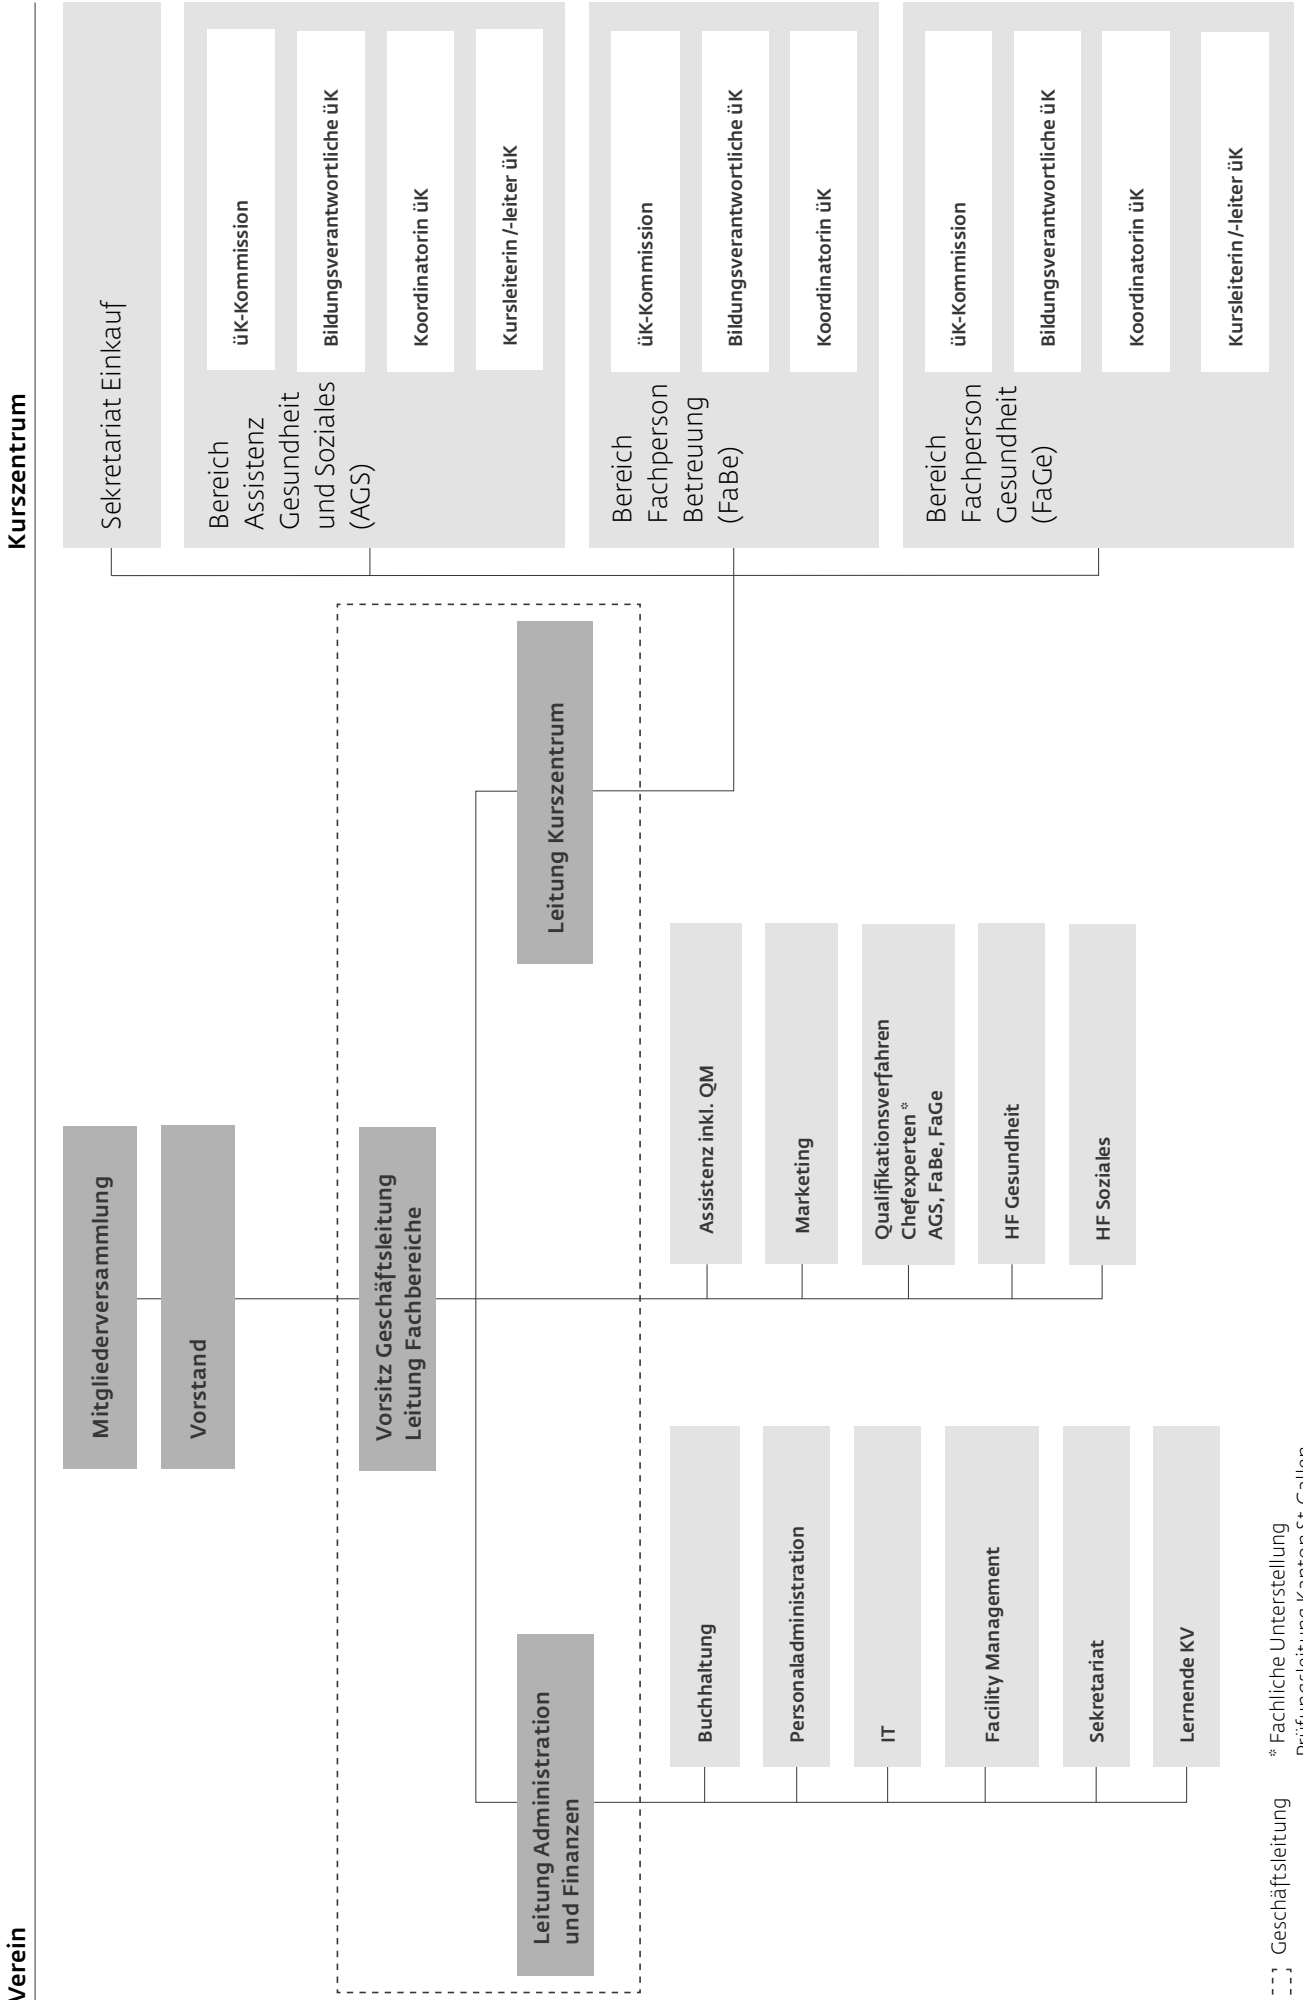 Verein
Kurszentrum
Mitgliederversammlung
Vorstand
Vorsitz Geschäftsleitung
Leitung Fachbereiche
Leitung Administration
und Finanzen
Leitung Kurszentrum
Buchhaltung
Personaladministration
IT
Facility Management
Sekretariat
Lernende KV
Assistenz inkl. QM
Marketing
Qualifikationsverfahren
Chefexperten *
AGS, FaBe, FaGe
HF Gesundheit
HF Soziales
Sekretariat Einkauf
Bereich
Assistenz
Gesundheit
und Soziales
(AGS)
üK-Kommission
Bildungsverantwortliche üK
Koordinatorin üK
Kursleiterin /-leiter üK
Bereich
Fachperson
Betreuung
(FaBe)
üK-Kommission
Bildungsverantwortliche üK
Koordinatorin üK
Bereich
Fachperson
Gesundheit
(FaGe)
üK-Kommission
Bildungsverantwortliche üK
Koordinatorin üK
Kursleiterin /-leiter üK
Geschäftsleitung
* Fachliche Unterstellung
Prüfungsleitung Kanton St. Gallen